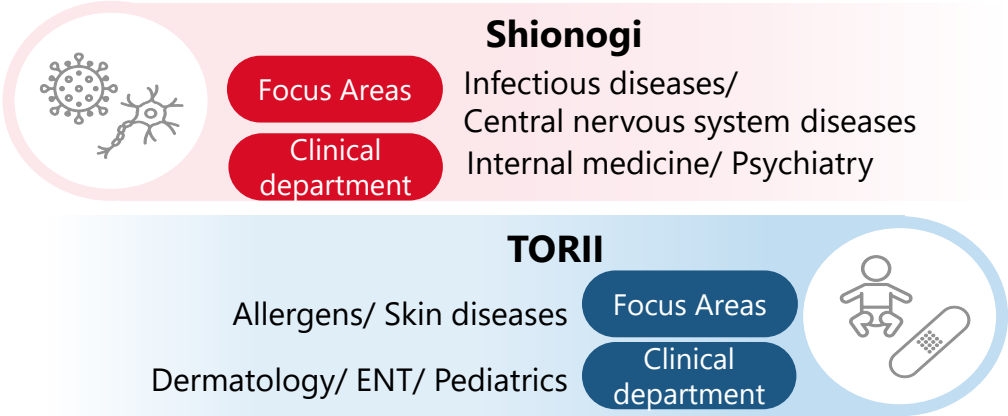 Shionogi
Focus Areas
Infectious diseases/
Central nervous system diseases
Clinical
department
Internal medicine/ Psychiatry
TORII
Allergens/ Skin diseases
Focus Areas
Dermatology/ ENT/ Pediatrics
Clinical
department